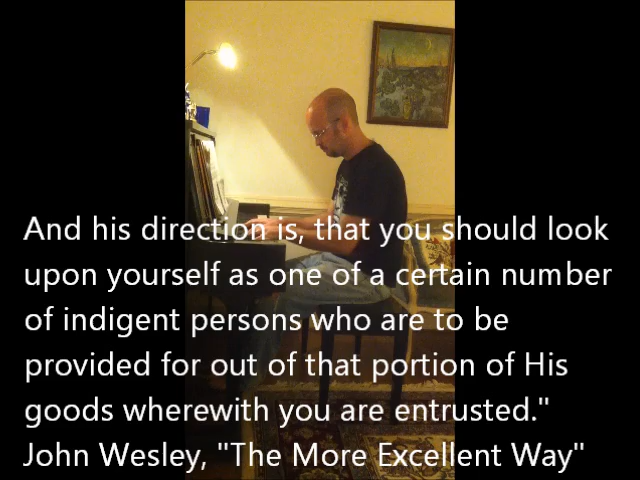 And his direction is, that you should look
upon yourself as one of a certain number
of indigent persons who are to be
provided for out of that portion of His
goods wherewith you are entrusted."
John Wesley, "The More Excellent Way"